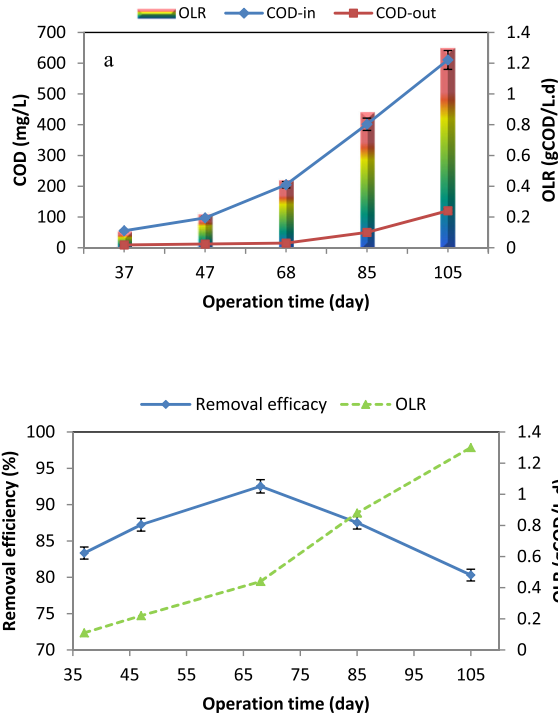 OLR COD-in COD-out
a
COD (mg/L)
700
600
500
400
300
200
100
0
1.4
1.2
1
0.8
0.6
0.4
0.2
0
OLR (gCOD/L.d)
37 47 68 85 105
Operation time (day)
Removal efficacy OLR
Removal efficiency (%)
100
95
90
85
80
75
70
1.4
1.2
1
0.8
0.6
0.4
0.2
0
OLR
35 45 55 65 75 85 95 105
Operation time (day)